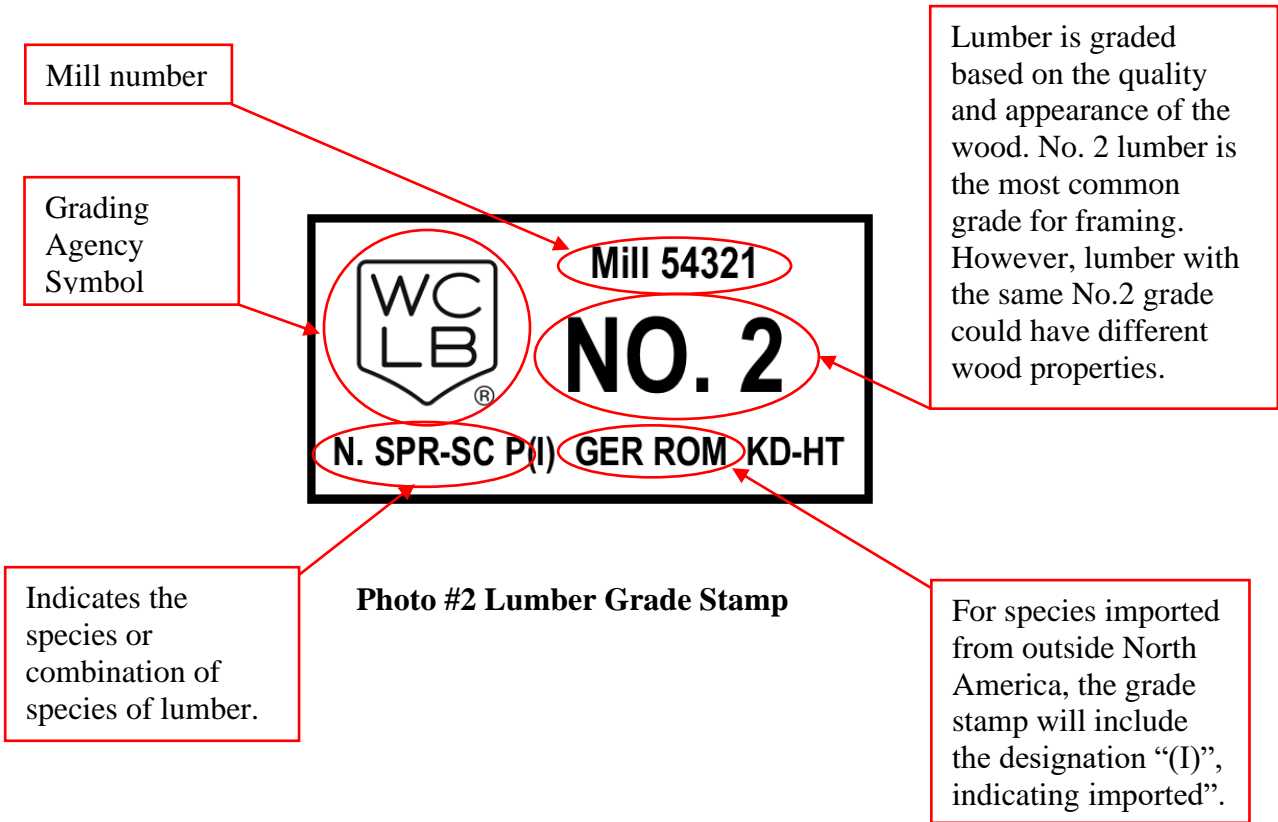 Mill number
Grading
Agency
Symbol
Lumber is graded
based on the quality
and appearance of the
wood. No. 2 lumber is
the most common
grade for framing.
However, lumber with
the same No.2 grade
could have different
wood properties.
WC
LB
®
Mill 54321
NO. 2
N. SPR-SC P(I) GER ROM KD-HT
Indicates the
species or
combination of
species of lumber.
Photo #2 Lumber Grade Stamp
For species imported
from outside North
America, the grade
stamp will include
the designation “(I)”,
indicating imported”.